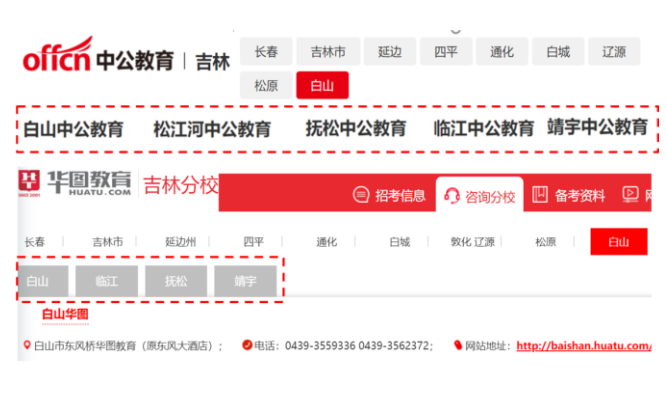 offcn 中公教育 吉林 长春 吉林市 延边 四平 通化 白城 辽源
松原 白山
白山中公教育 松江河中公教育 抚松中公教育 临江中公教育 靖宇中公教育
华图教育 HUATU.COM 吉林分校 招考信息 咨询分校 备考资料
SINCE 2001
长春 吉林市 延边州 四平 通化 白城 敦化 辽源 松原 白山
白山 临江 抚松 靖宇
白山华图
白山市东风桥华图教育（原东风大酒店）； 电话：0439-3559336 0439-3562372； 网站地址：http://baishan.huatu.com/